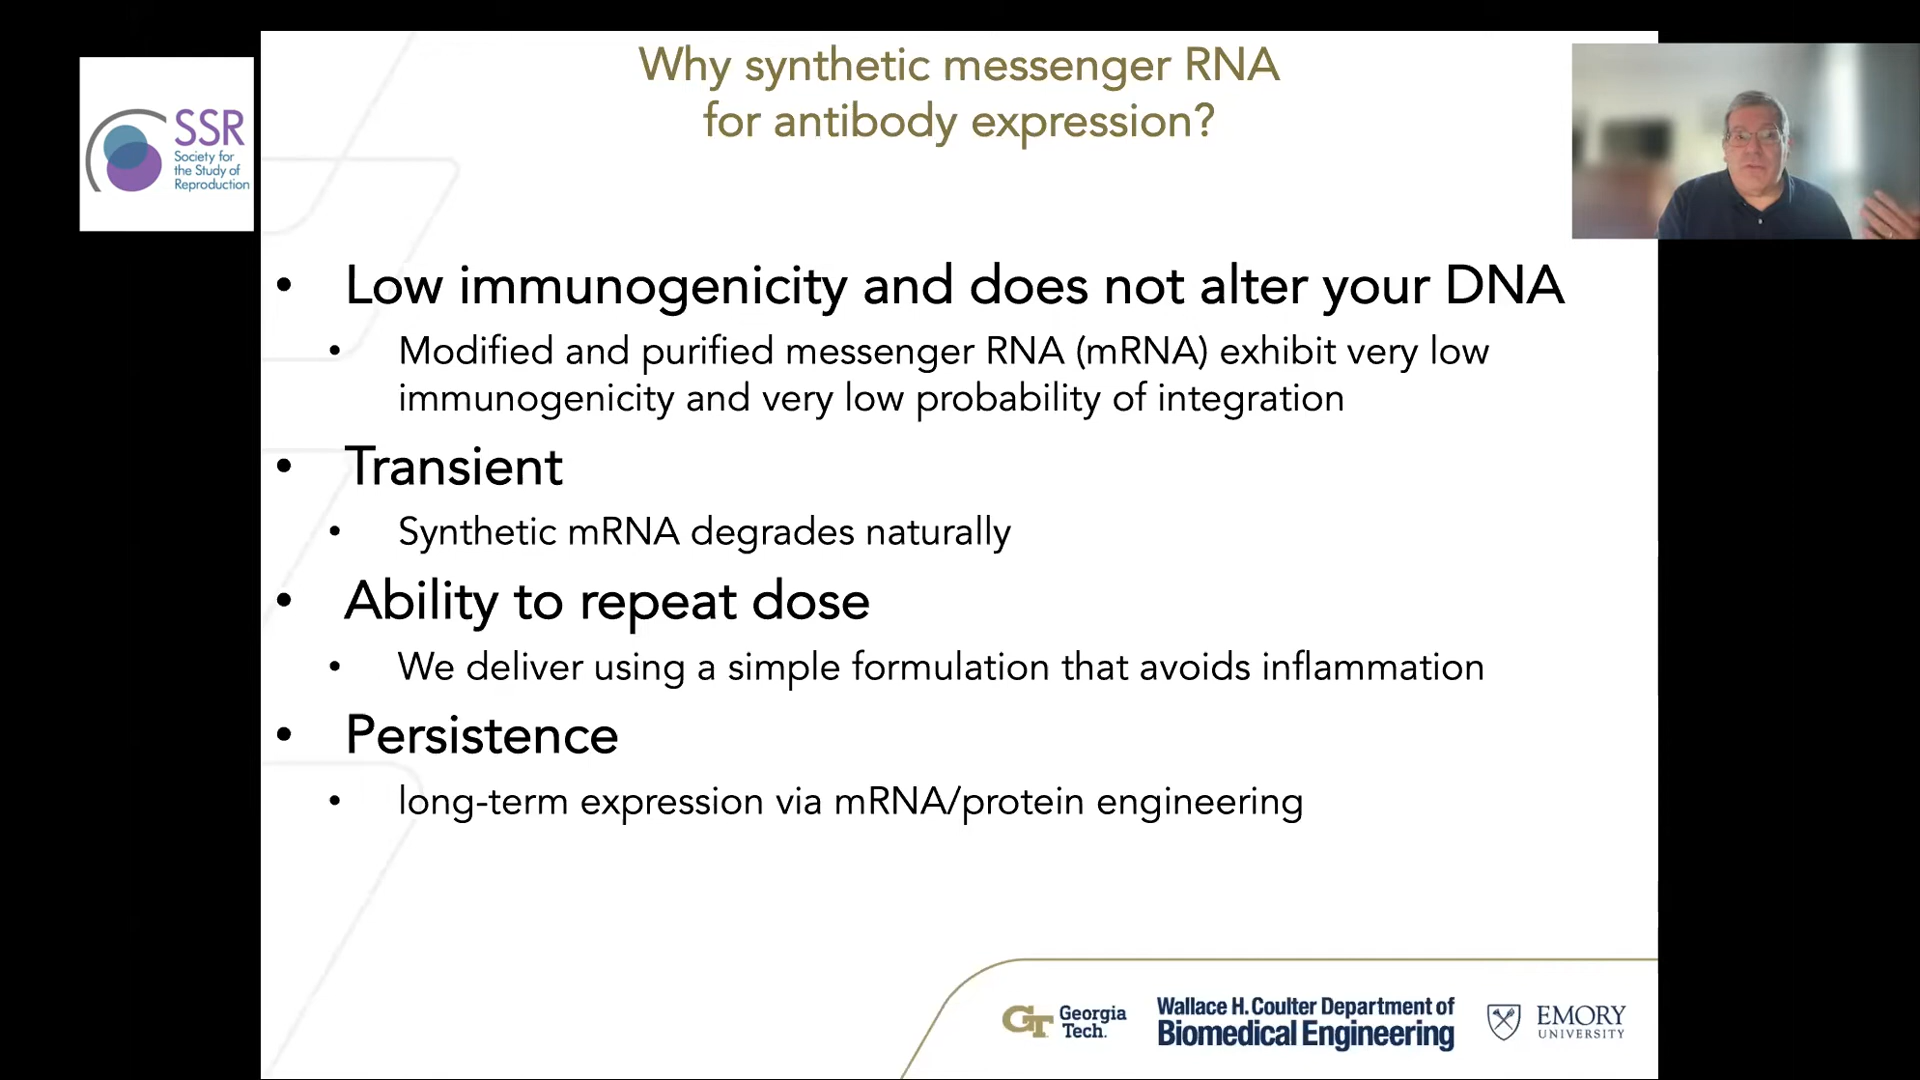 Why synthetic messenger RNA
for antibody expression?
SSR
Society for
the Study of
Reproduction
• Low immunogenicity and does not alter your DNA
• Modified and purified messenger RNA (mRNA) exhibit very low
immunogenicity and very low probability of integration
• Transient
• Synthetic mRNA degrades naturally
• Ability to repeat dose
• We deliver using a simple formulation that avoids inflammation
• Persistence
• long-term expression via mRNA/protein engineering
GT
Georgia
Tech.
Wallace H. Coulter Department of
Biomedical Engineering
EMORY
UNIVERSITY